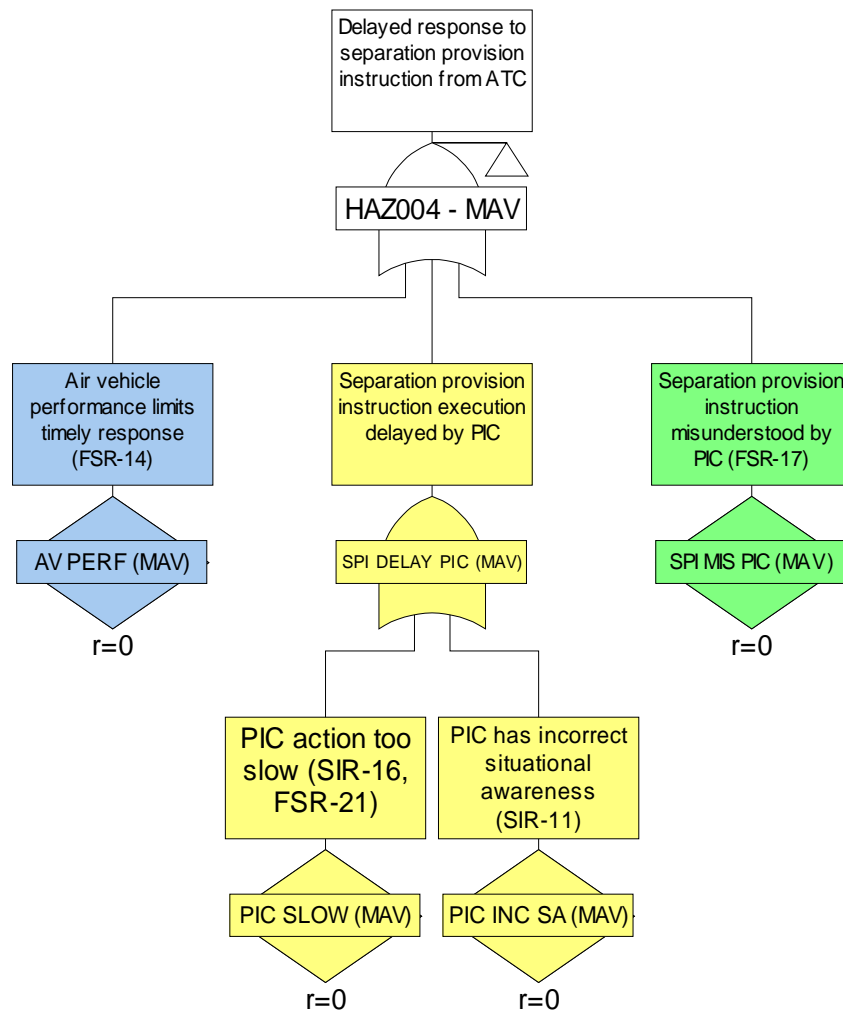 Delayed response to
separation provision
instruction from ATC
HAZ004 - MAV
Air vehicle
performance limits
timely response
(FSR-14)
Separation provision
instruction execution
delayed by PIC
Separation provision
instruction
misunderstood by
PIC (FSR-17)
AV PERF (MAV)
SPI DELAY PIC (MAV)
SPI MIS PIC (MAV)
r=0
r=0
PIC action too
slow (SIR-16,
FSR-21)
PIC has incorrect
situational
awareness
(SIR-11)
PIC SLOW (MAV)
PIC INC SA (MAV)
r=0
r=0